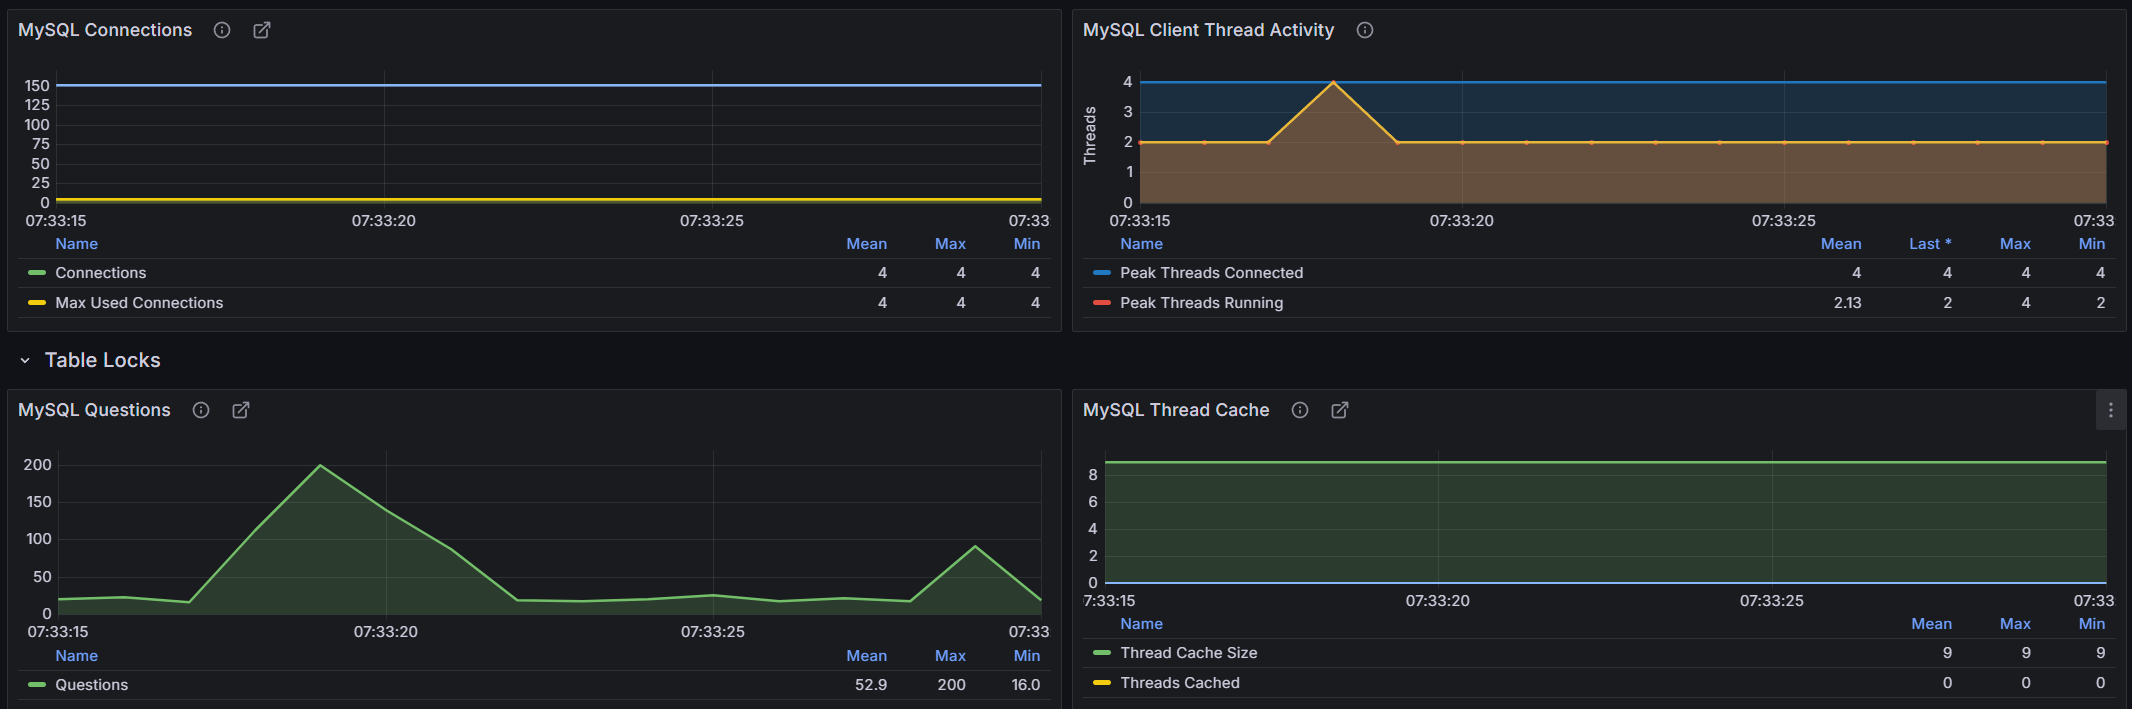 MySQL Connections
150
125
100
75
50
25
0
07:33:15 07:33:20 07:33:25 07:33
Name Mean Max Min
Connections 4 4 4
Max Used Connections 4 4 4
MySQL Client Thread Activity
Threads
4
3
2
1
0
07:33:15 07:33:20 07:33:25 07:33:
Name Mean Last * Max Min
Peak Threads Connected 4 4 4 4
Peak Threads Running 2.13 2 4 2
Table Locks
MySQL Questions
200
150
100
50
0
07:33:15 07:33:20 07:33:25 07:33
Name Mean Max Min
Questions 52.9 200 16.0
MySQL Thread Cache
8
6
4
2
0
7:33:15 07:33:20 07:33:25 07:33:
Name Mean Max Min
Thread Cache Size 9 9 9
Threads Cached 0 0 0